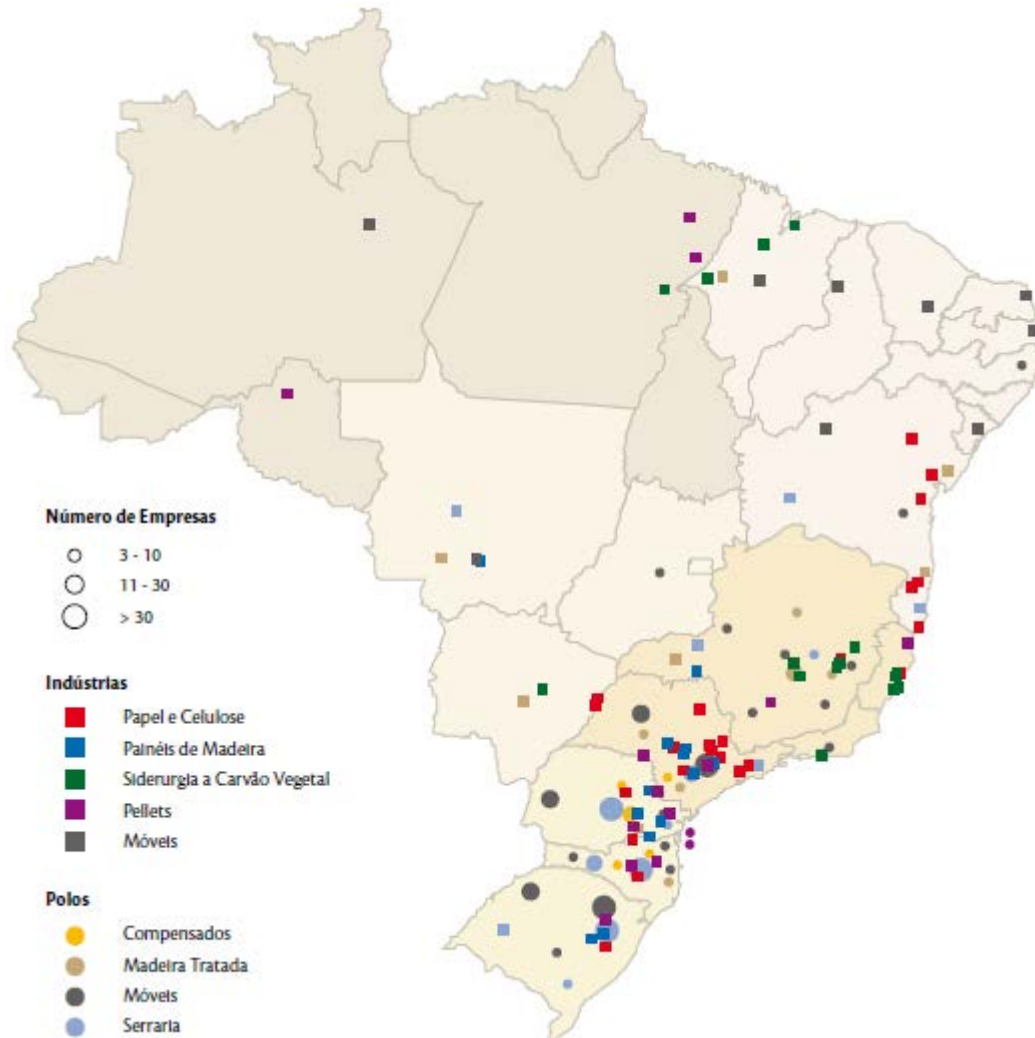 Número de Empresas
3 - 10
11 - 30
> 30
Indústrias
Papel e Celulose
Painéis de Madeira
Siderurgia a Carvão Vegetal
Pellets
Móveis
Polos
Compensados
Madeira Tratada
Móveis
Serraria